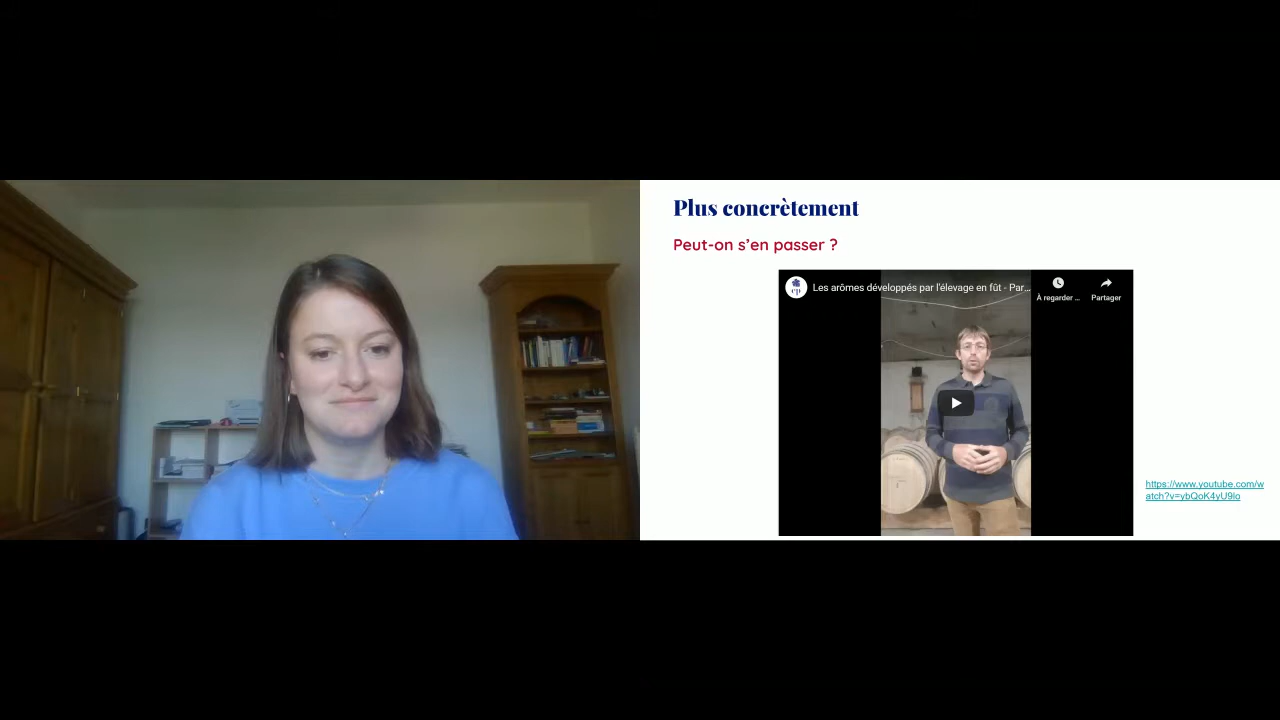 Plus concrètement
Peut-on s'en passer ?
Les arômes développés par l'élevage en fût - Par...
À regarder ...
Partager
https://www.youtube.com/w
atch?v=ybQoK4yU9lo